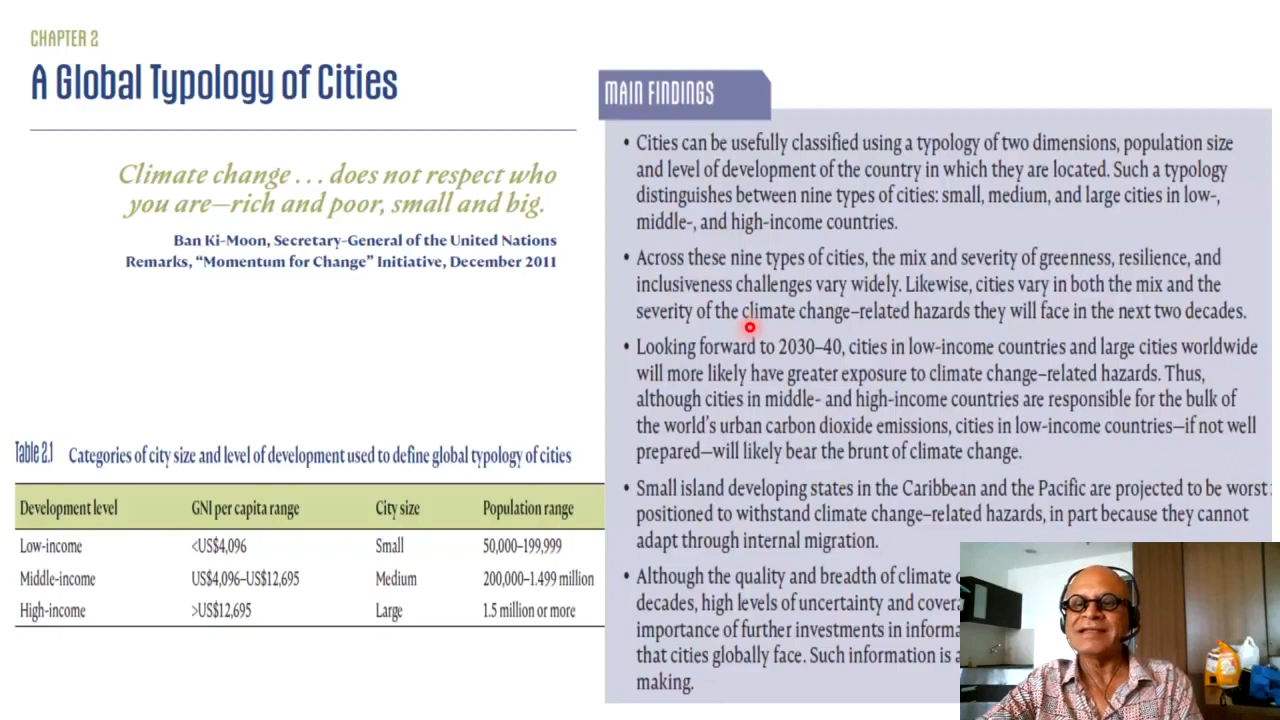 CHAPTER 2
A Global Typology of Cities
Climate change . . . does not respect who
you are—rich and poor, small and big.
Ban Ki-Moon, Secretary-General of the United Nations
Remarks, “Momentum for Change” Initiative, December 2011
Table 2.1 Categories of city size and level of development used to define global typology of cities
Development level GNI per capita range City size Population range
Low-income <US$4,096 Small 50,000–199,999
Middle-income US$4,096–US$12,695 Medium 200,000–1.499 million
High-income >US$12,695 Large 1.5 million or more
MAIN FINDINGS
• Cities can be usefully classified using a typology of two dimensions, population size
and level of development of the country in which they are located. Such a typology
distinguishes between nine types of cities: small, medium, and large cities in low-,
middle-, and high-income countries.
• Across these nine types of cities, the mix and severity of greenness, resilience, and
inclusiveness challenges vary widely. Likewise, cities vary in both the mix and the
severity of the climate change–related hazards they will face in the next two decades.
• Looking forward to 2030–40, cities in low-income countries and large cities worldwide
will more likely have greater exposure to climate change–related hazards. Thus,
although cities in middle- and high-income countries are responsible for the bulk of
the world’s urban carbon dioxide emissions, cities in low-income countries—if not well
prepared—will likely bear the brunt of climate change.
• Small island developing states in the Caribbean and the Pacific are projected to be worst
positioned to withstand climate change–related hazards, in part because they cannot
adapt through internal migration.
• Although the quality and breadth of climate
decades, high levels of uncertainty and
importance of further investments in
that cities globally face. Such information is
making.